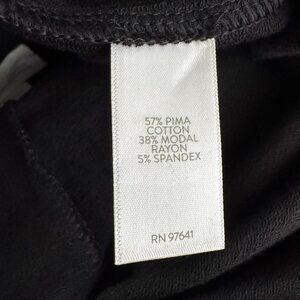 57% PIMA
COTTON
38% MODAL
RAYON
5% SPANDEX
RN 97641